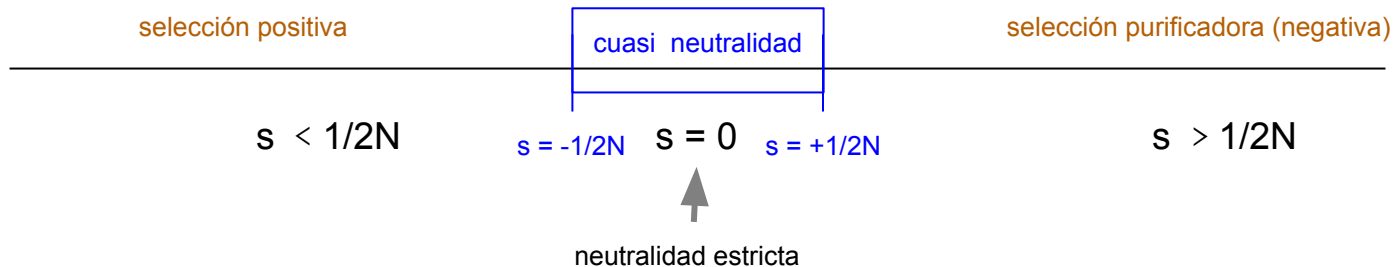 selección positiva
cuasi neutralidad
selección purificadora (negativa)
s < 1/2N
s = -1/2N
s = 0
s = +1/2N
s > 1/2N
neutralidad estricta